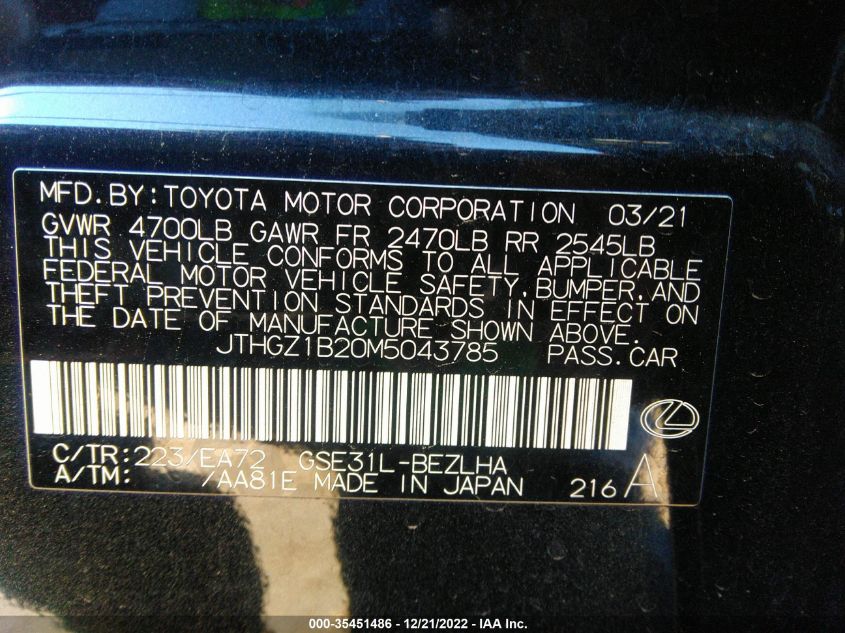 MFD.BY:TOYOTA MOTOR CORPORATION 03/21
GVWR 4700LB GAWR FR 2470LB RR 2545LB
THIS VEHICLE CONFORMS TO ALL APPLICABLE
FEDERAL MOTOR VEHICLE SAFETY,BUMPER,AND
THEFT PREVENTION STANDARDS IN EFFECT ON
THE DATE OF MANUFACTURE SHOWN ABOVE.
JTHGZ1B20M5043785 PASS.CAR
C/TR:223/EA72 GSE31L-BEZLHA
A/TM: /AA81E MADE IN JAPAN 216 A
000-35451486 - 12/21/2022 - IAA Inc.